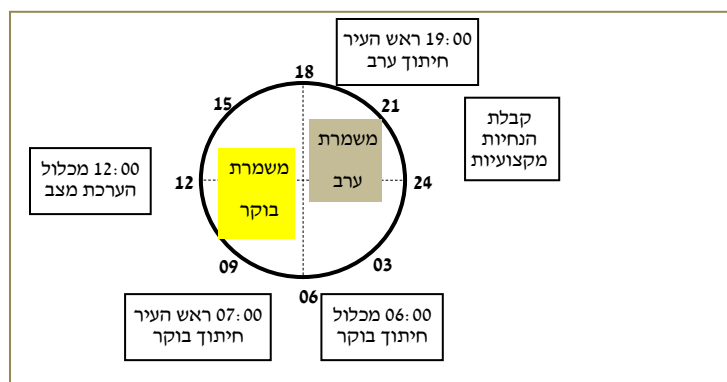 19:00 ראש העיר
חיתוך ערב
18
15
21
קבלת
הנחיות
מקצועיות
משמרת
ערב
משמרת
בוקר
12:00 מכלול
הערכת מצב
12
24
09
03
06
06:00 מכלול
חיתוך בוקר
07:00 ראש העיר
חיתוך בוקר